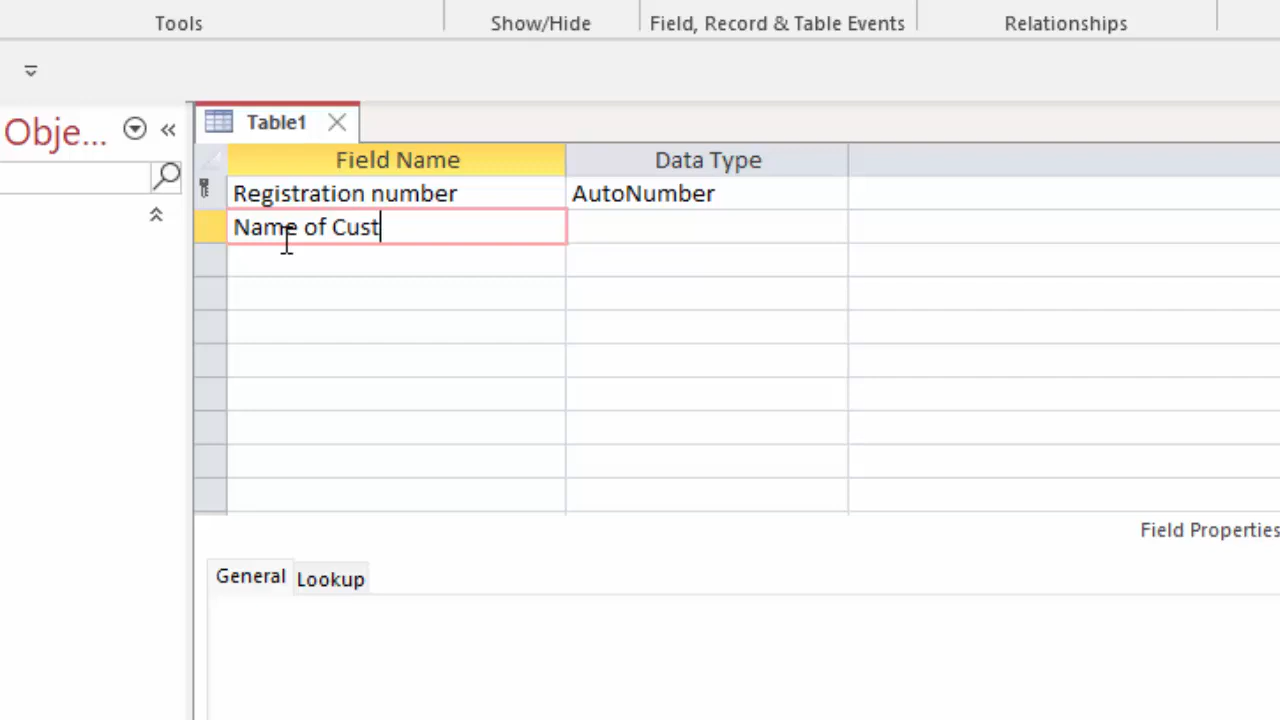 Tools Show/Hide Field, Record & Table Events Relationships
Obje...
Table1
Field Name Data Type
Registration number AutoNumber
Name of Cust
Field Properties
General Lookup